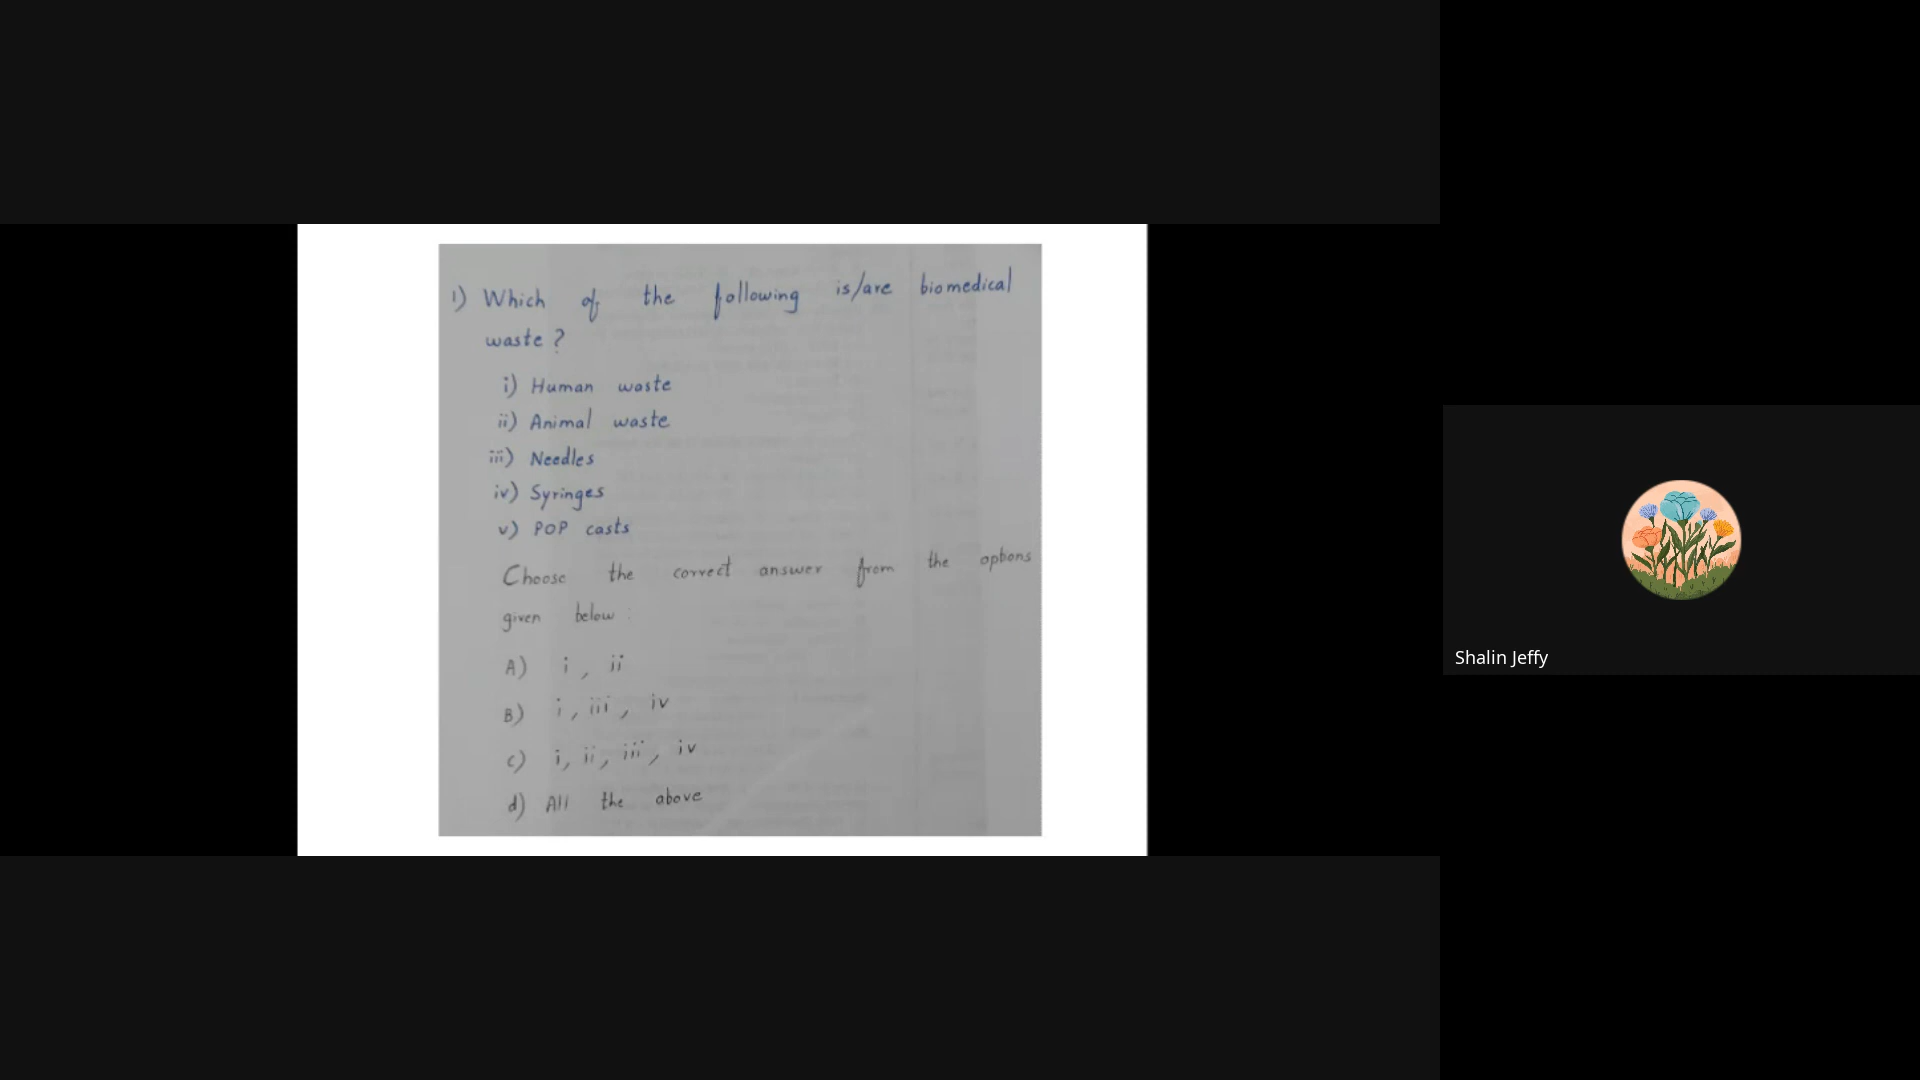 1) Which of the following is/are biomedical
waste ?
i) Human waste
ii) Animal waste
iii) Needles
iv) Syringes
v) POP casts
Choose the correct answer from the options
given below :
A) i, ii
B) i, iii, iv
c) i, ii, iii, iv
d) All the above
Shalin Jeffy